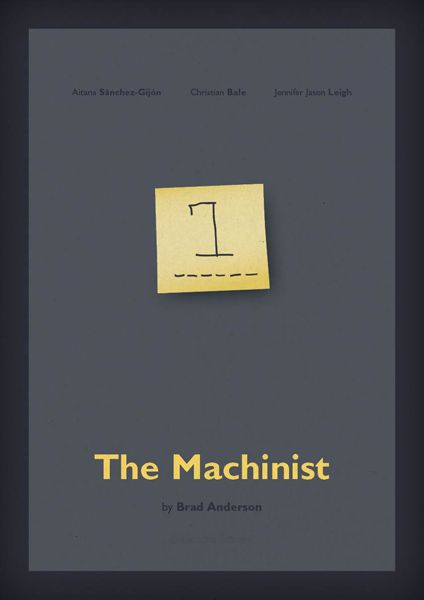 Aitana Sánchez-Gijón Christian Bale Jennifer Jason Leigh
1
_ _ _ _ _ _
The Machinist
by Brad Anderson